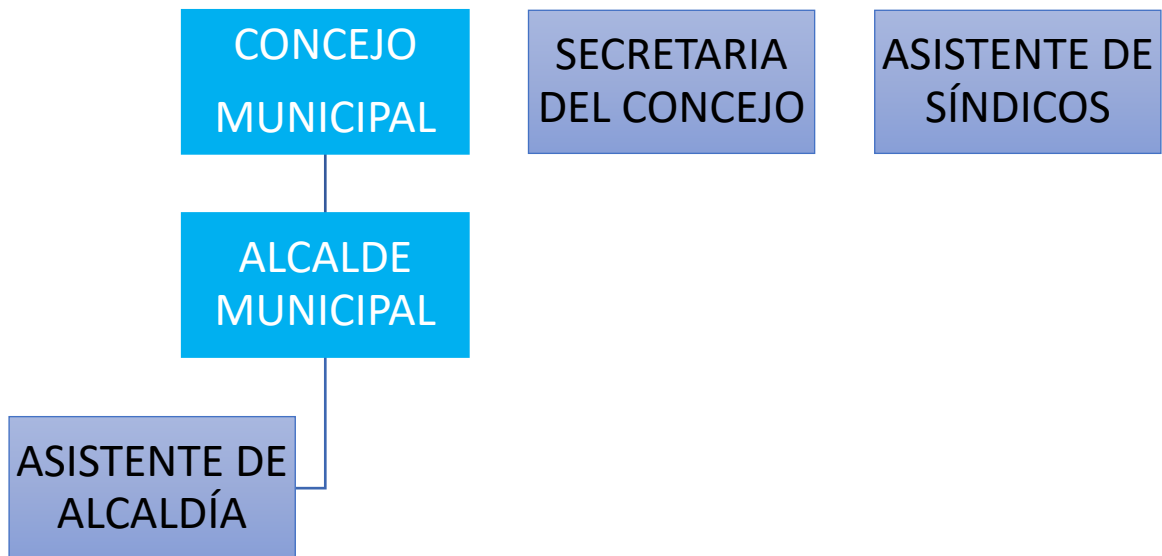 CONCEJO
MUNICIPAL
SECRETARIA
DEL CONCEJO
ASISTENTE DE
SÍNDICOS
ALCALDE
MUNICIPAL
ASISTENTE DE
ALCALDÍA